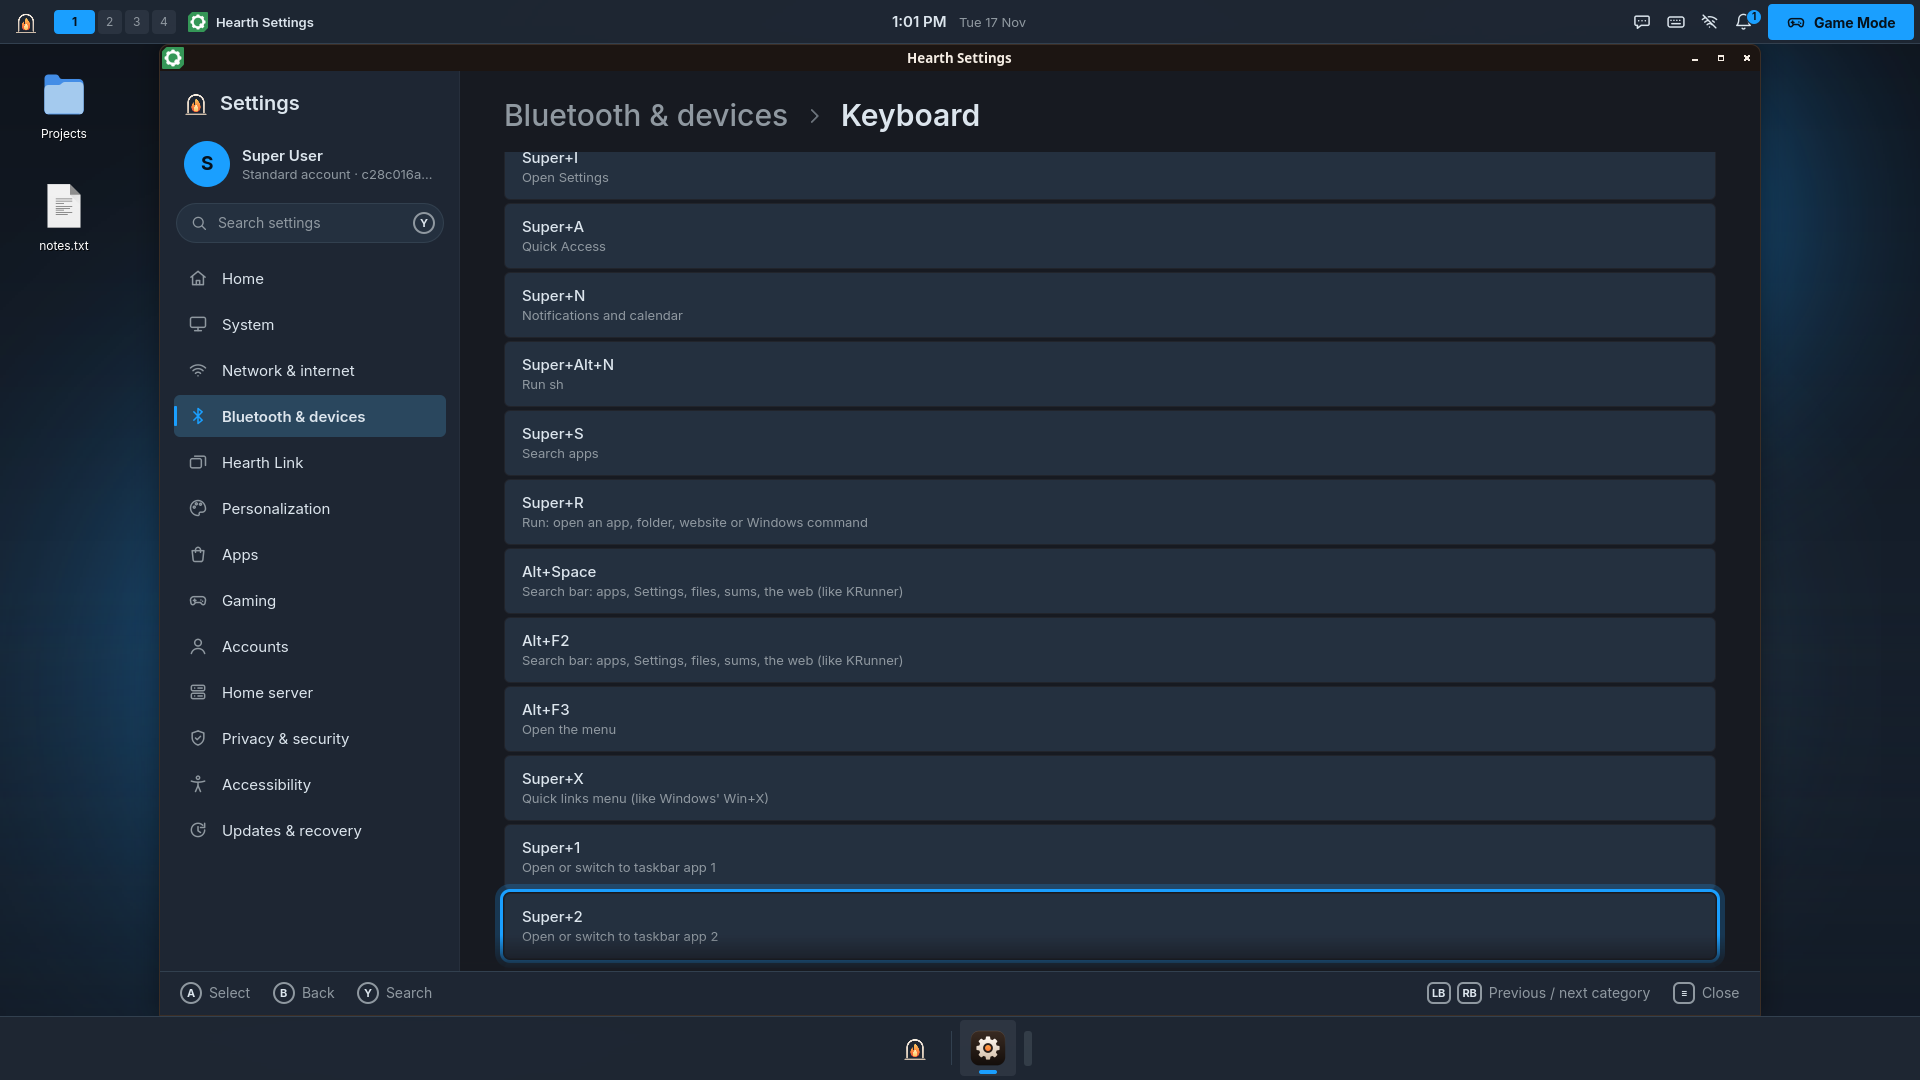 1 2 3 4 Hearth Settings
1:01 PM Tue 17 Nov
1
Game Mode
Hearth Settings
Projects
notes.txt
Settings
S
Super User
Standard account · c28c016a...
Search settings Y
Home
System
Network & internet
Bluetooth & devices
Hearth Link
Personalization
Apps
Gaming
Accounts
Home server
Privacy & security
Accessibility
Updates & recovery
Bluetooth & devices > Keyboard
Super+I
Open Settings
Super+A
Quick Access
Super+N
Notifications and calendar
Super+Alt+N
Run sh
Super+S
Search apps
Super+R
Run: open an app, folder, website or Windows command
Alt+Space
Search bar: apps, Settings, files, sums, the web (like KRunner)
Alt+F2
Search bar: apps, Settings, files, sums, the web (like KRunner)
Alt+F3
Open the menu
Super+X
Quick links menu (like Windows' Win+X)
Super+1
Open or switch to taskbar app 1
Super+2
Open or switch to taskbar app 2
A Select B Back Y Search
LB RB Previous / next category ≡ Close